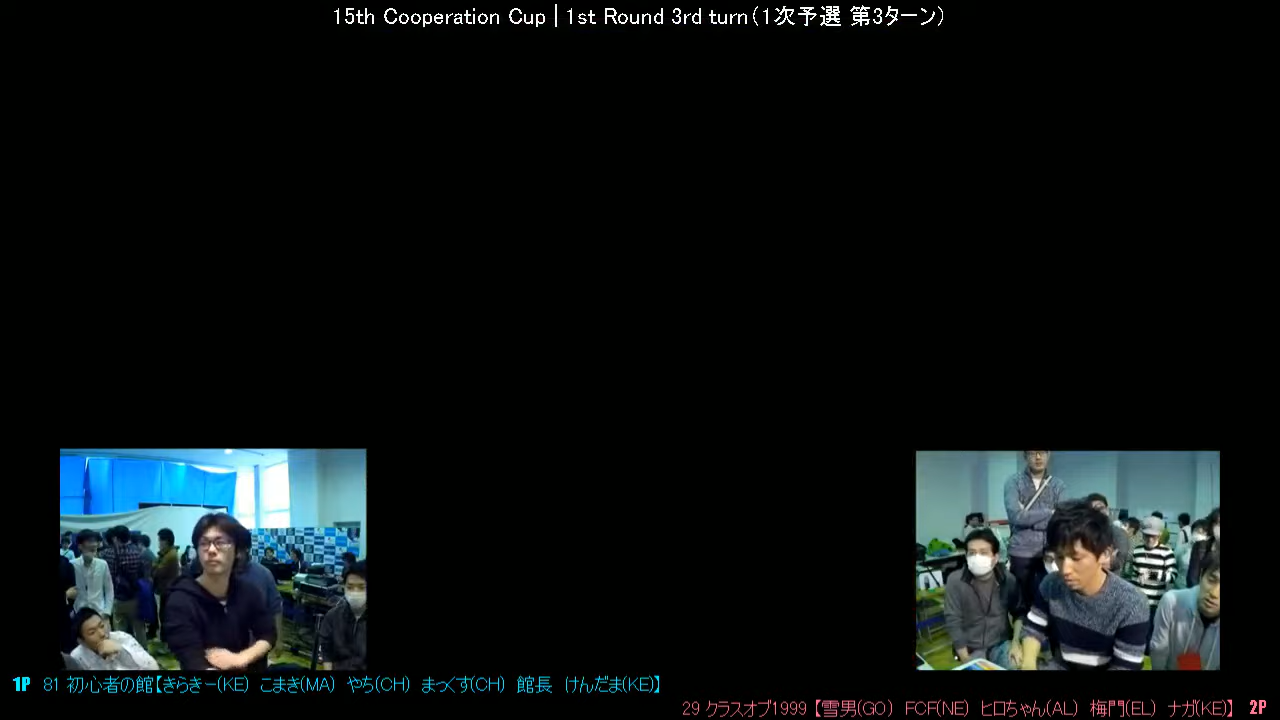 15th Cooperation Cup | 1st Round 3rd turn(1次予選 第3ターン)
1P 81 初心者の館【きらきー(KE) こまき(MA) やち(CH) まっくす(CH) 館長 けんだま(KE)】
29 クラスオブ1999【雪男(GO) FCF(NE) ヒロちゃん(AL) 梅門(EL) ナガ(KE)】 2P